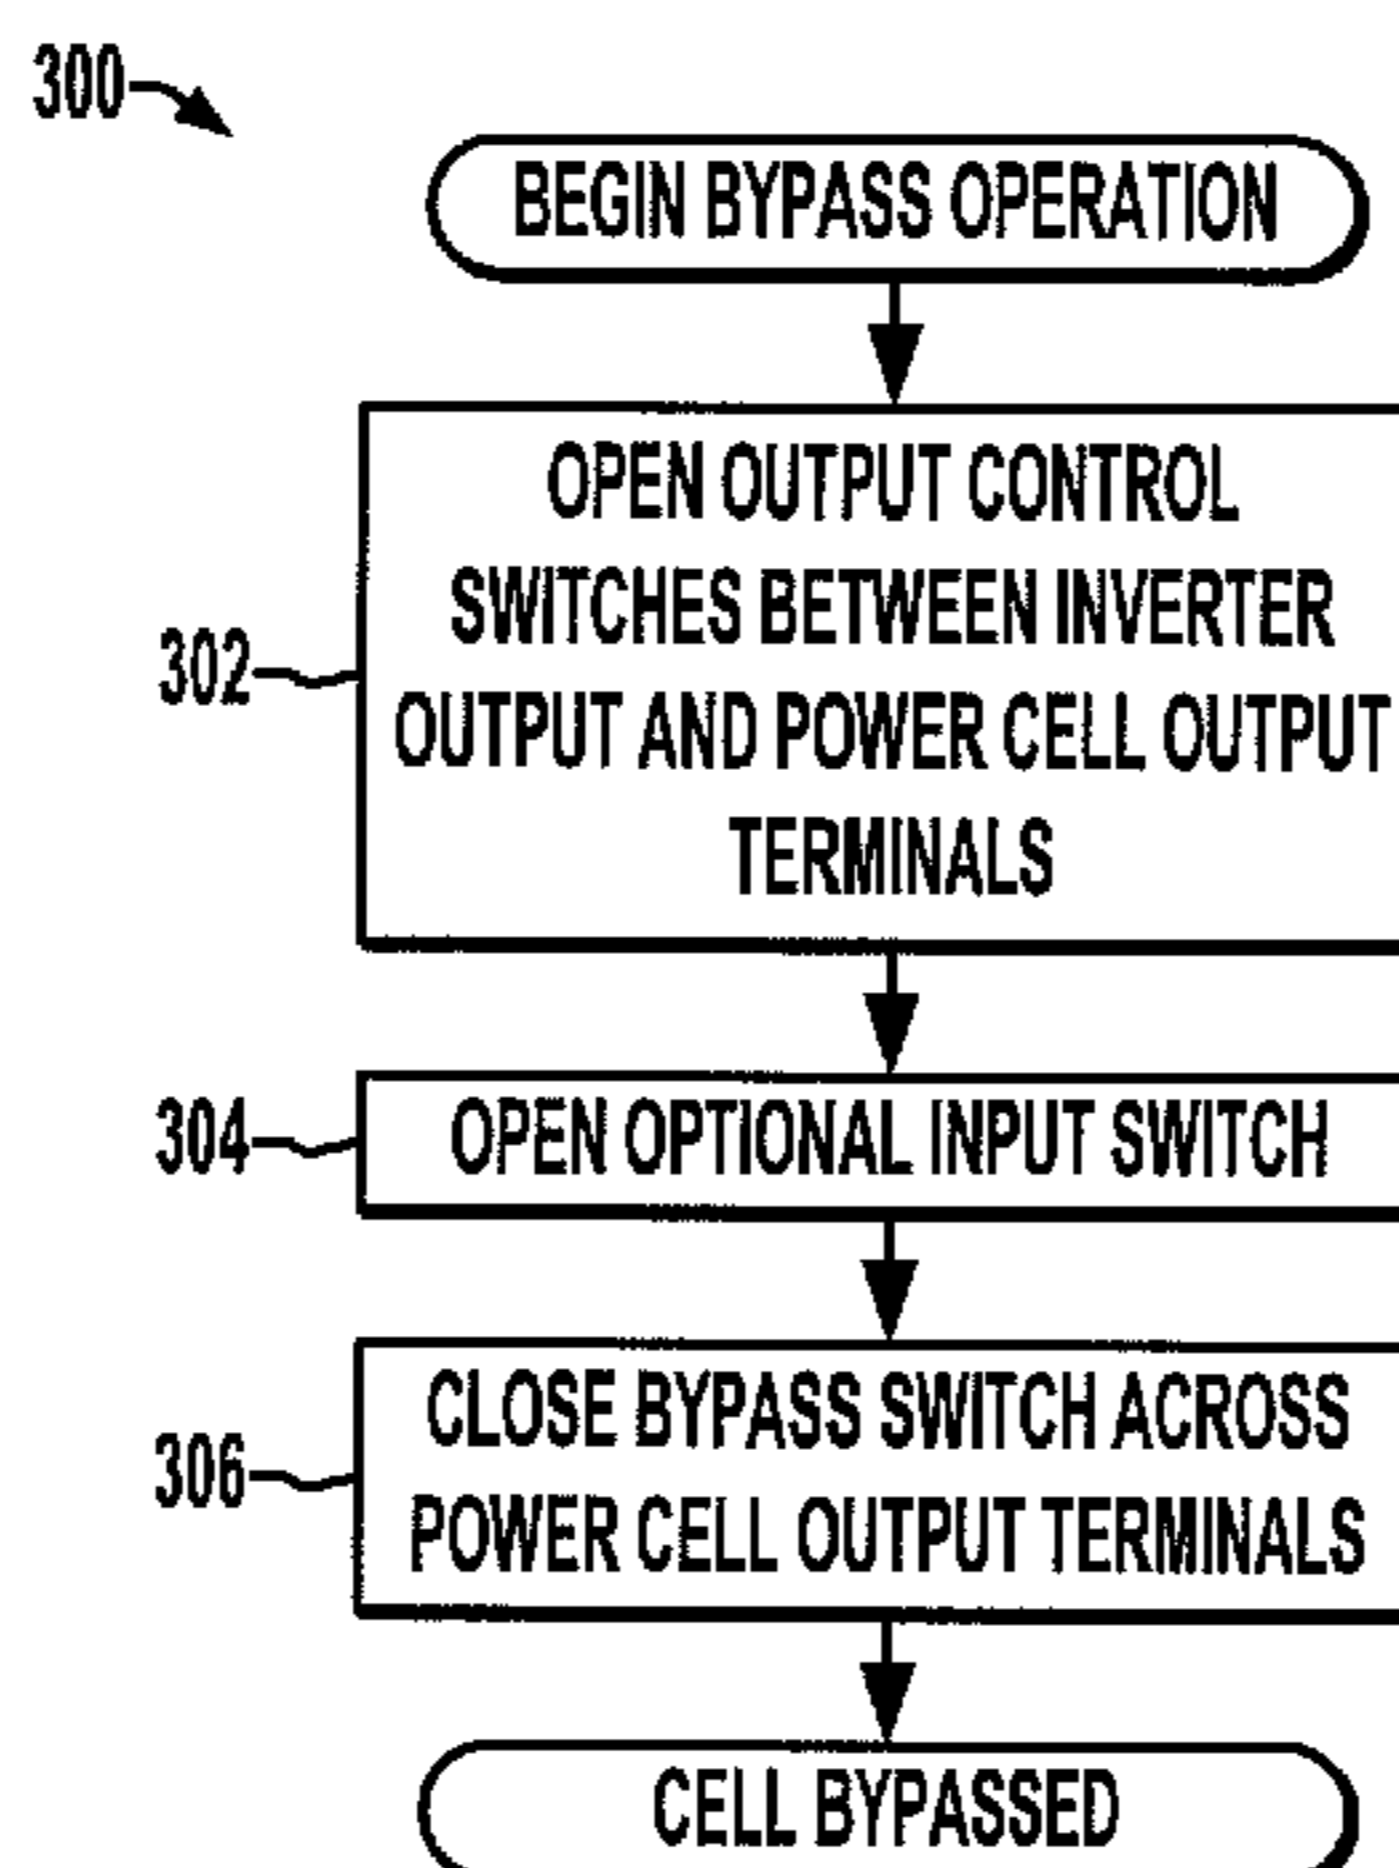 300
BEGIN BYPASS OPERATION
OPEN OUTPUT CONTROL
SWITCHES BETWEEN INVERTER
OUTPUT AND POWER CELL OUTPUT
TERMINALS
302
OPEN OPTIONAL INPUT SWITCH
304
CLOSE BYPASS SWITCH ACROSS
POWER CELL OUTPUT TERMINALS
306
CELL BYPASSED